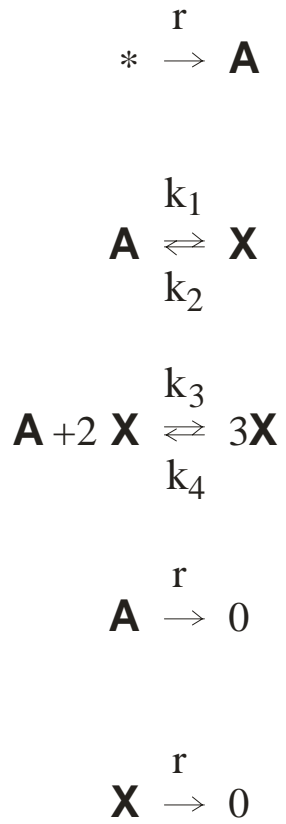 r
* → A
k₁
A ⇌ X
k₂
k₃
A +2 X ⇌ 3X
k₄
r
A → 0
r
X → 0